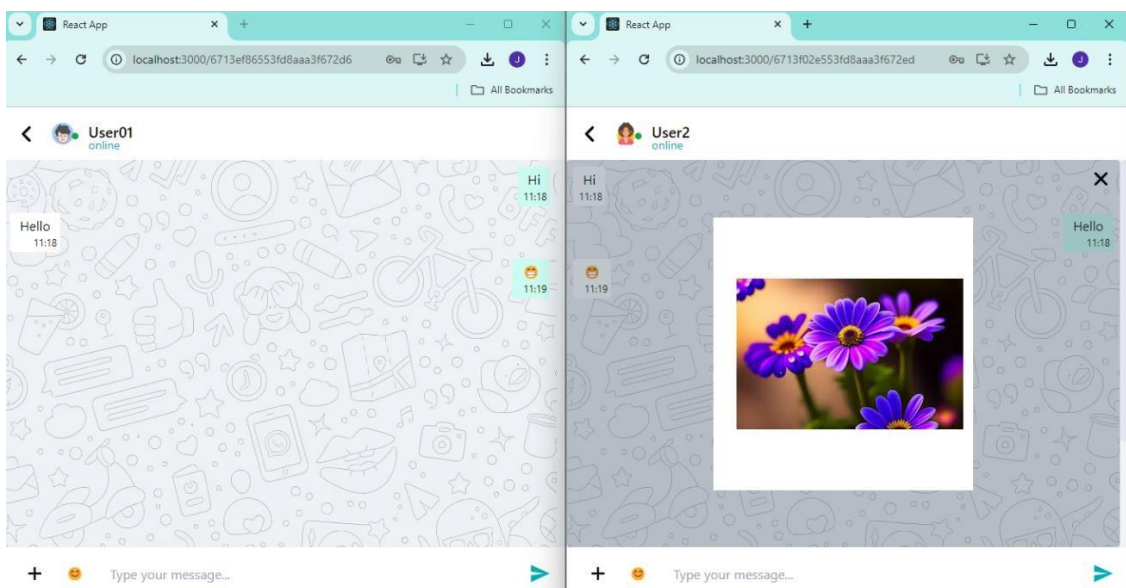 React App
localhost:3000/6713ef86553fd8aaa3f672d6
J
All Bookmarks
User01
online
Hi
11:18
Hello
11:18
11:19
Type your message...
React App
localhost:3000/6713f02e553fd8aaa3f672ed
J
All Bookmarks
User2
online
Hi
11:18
Hello
11:18
11:19
Type your message...